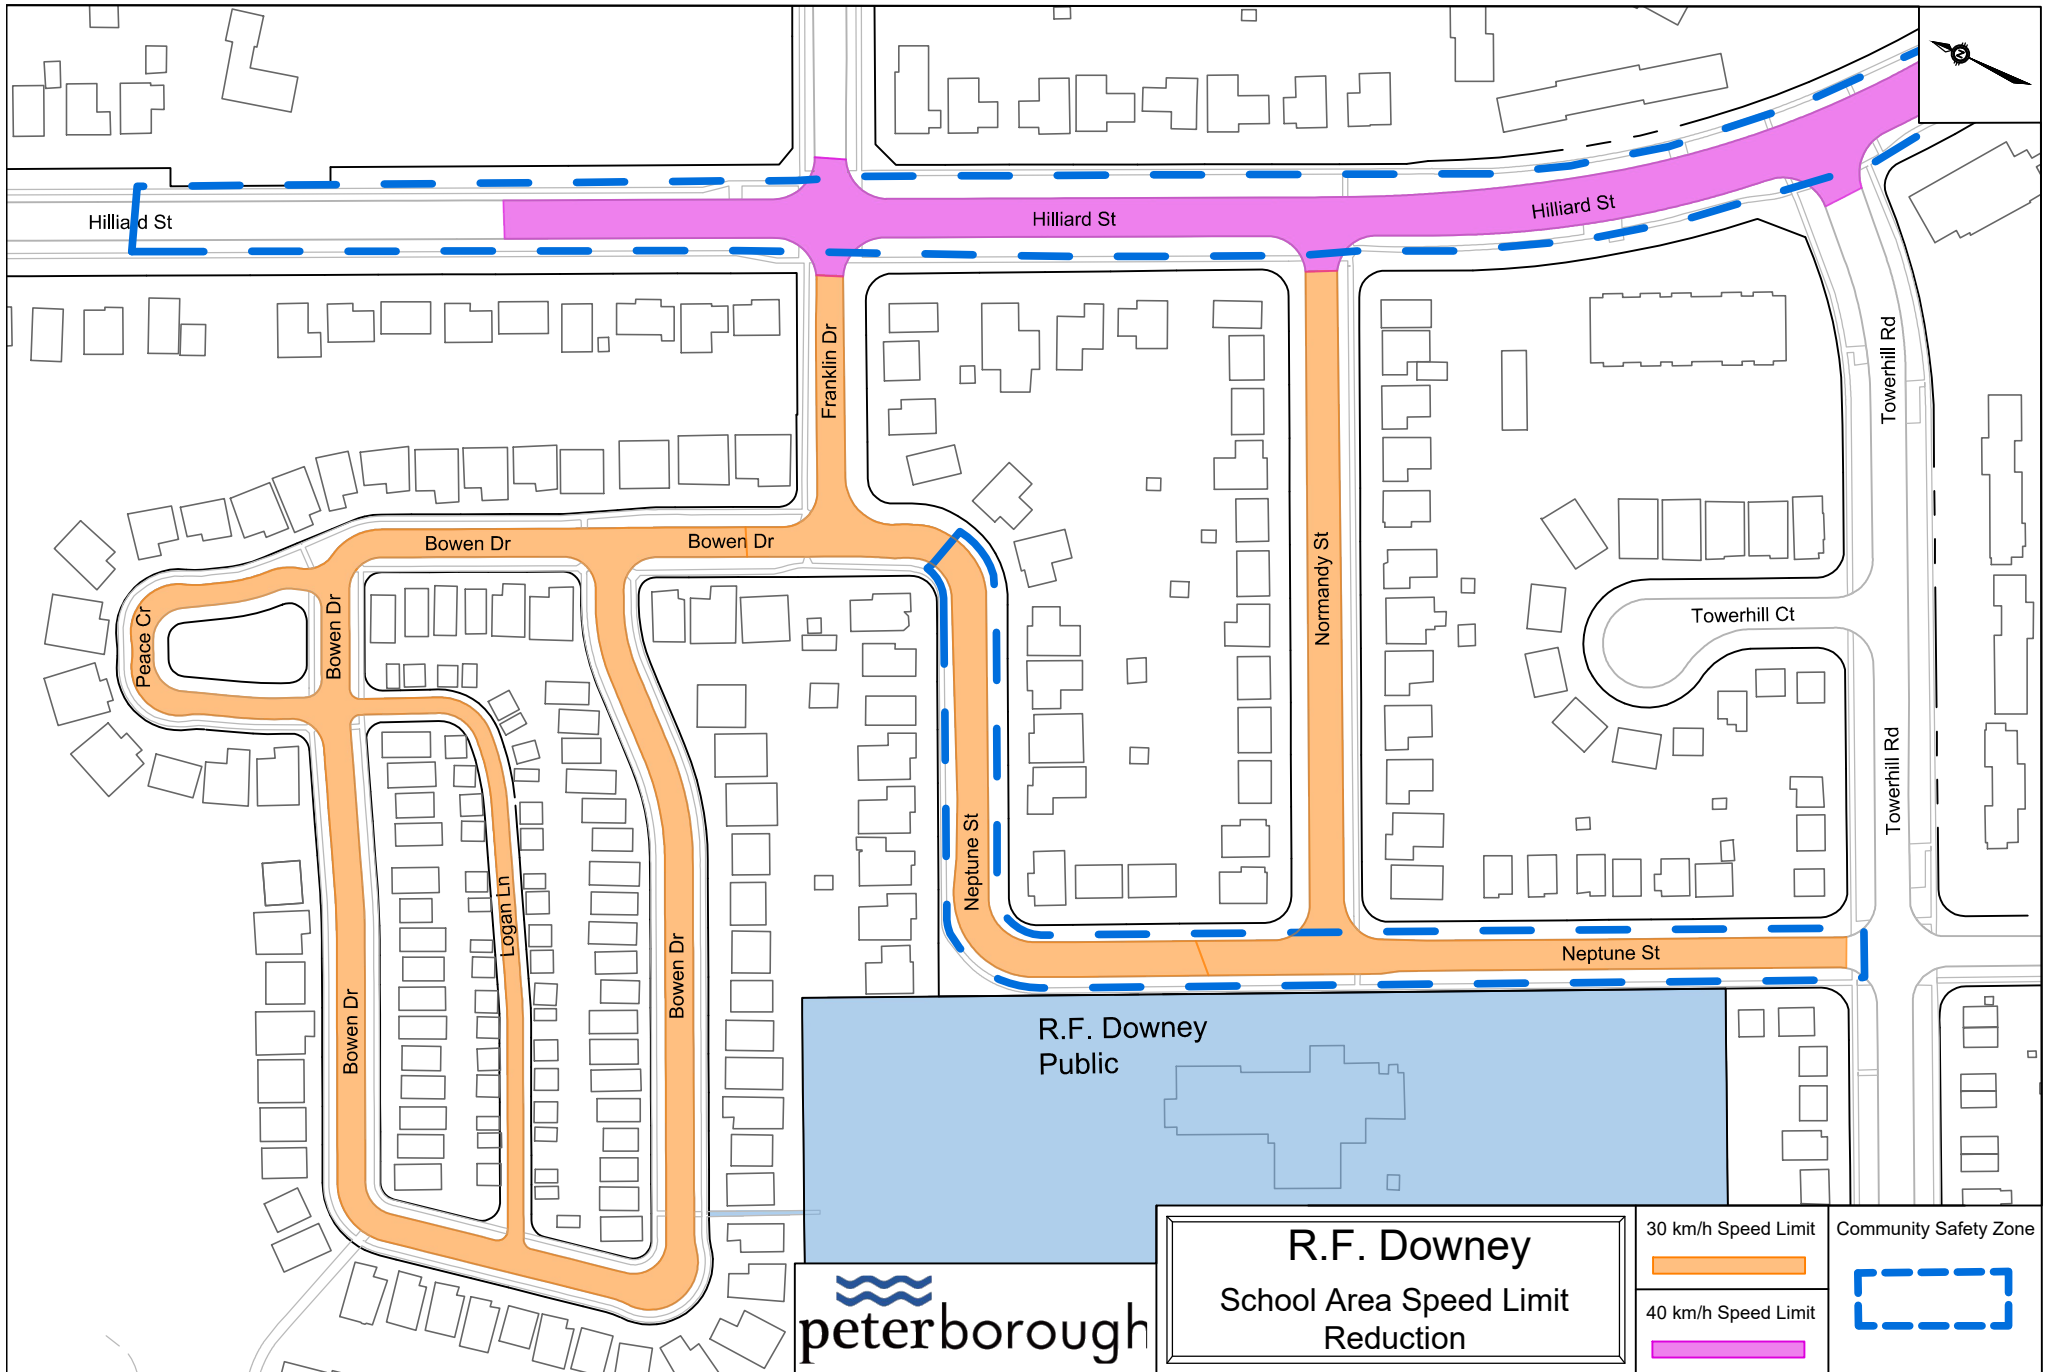 N
Hilliard St
Hilliard St
Hilliard St
Franklin Dr
Towerhill Rd
Bowen Dr
Bowen Dr
Normandy St
Peace Cr
Bowen Dr
Towerhill Ct
Towerhill Rd
Neptune St
Logan Ln
Neptune St
Bowen Dr
Bowen Dr
R.F. Downey
Public
R.F. Downey
School Area Speed Limit
Reduction
30 km/h Speed Limit
40 km/h Speed Limit
Community Safety Zone
peterborough